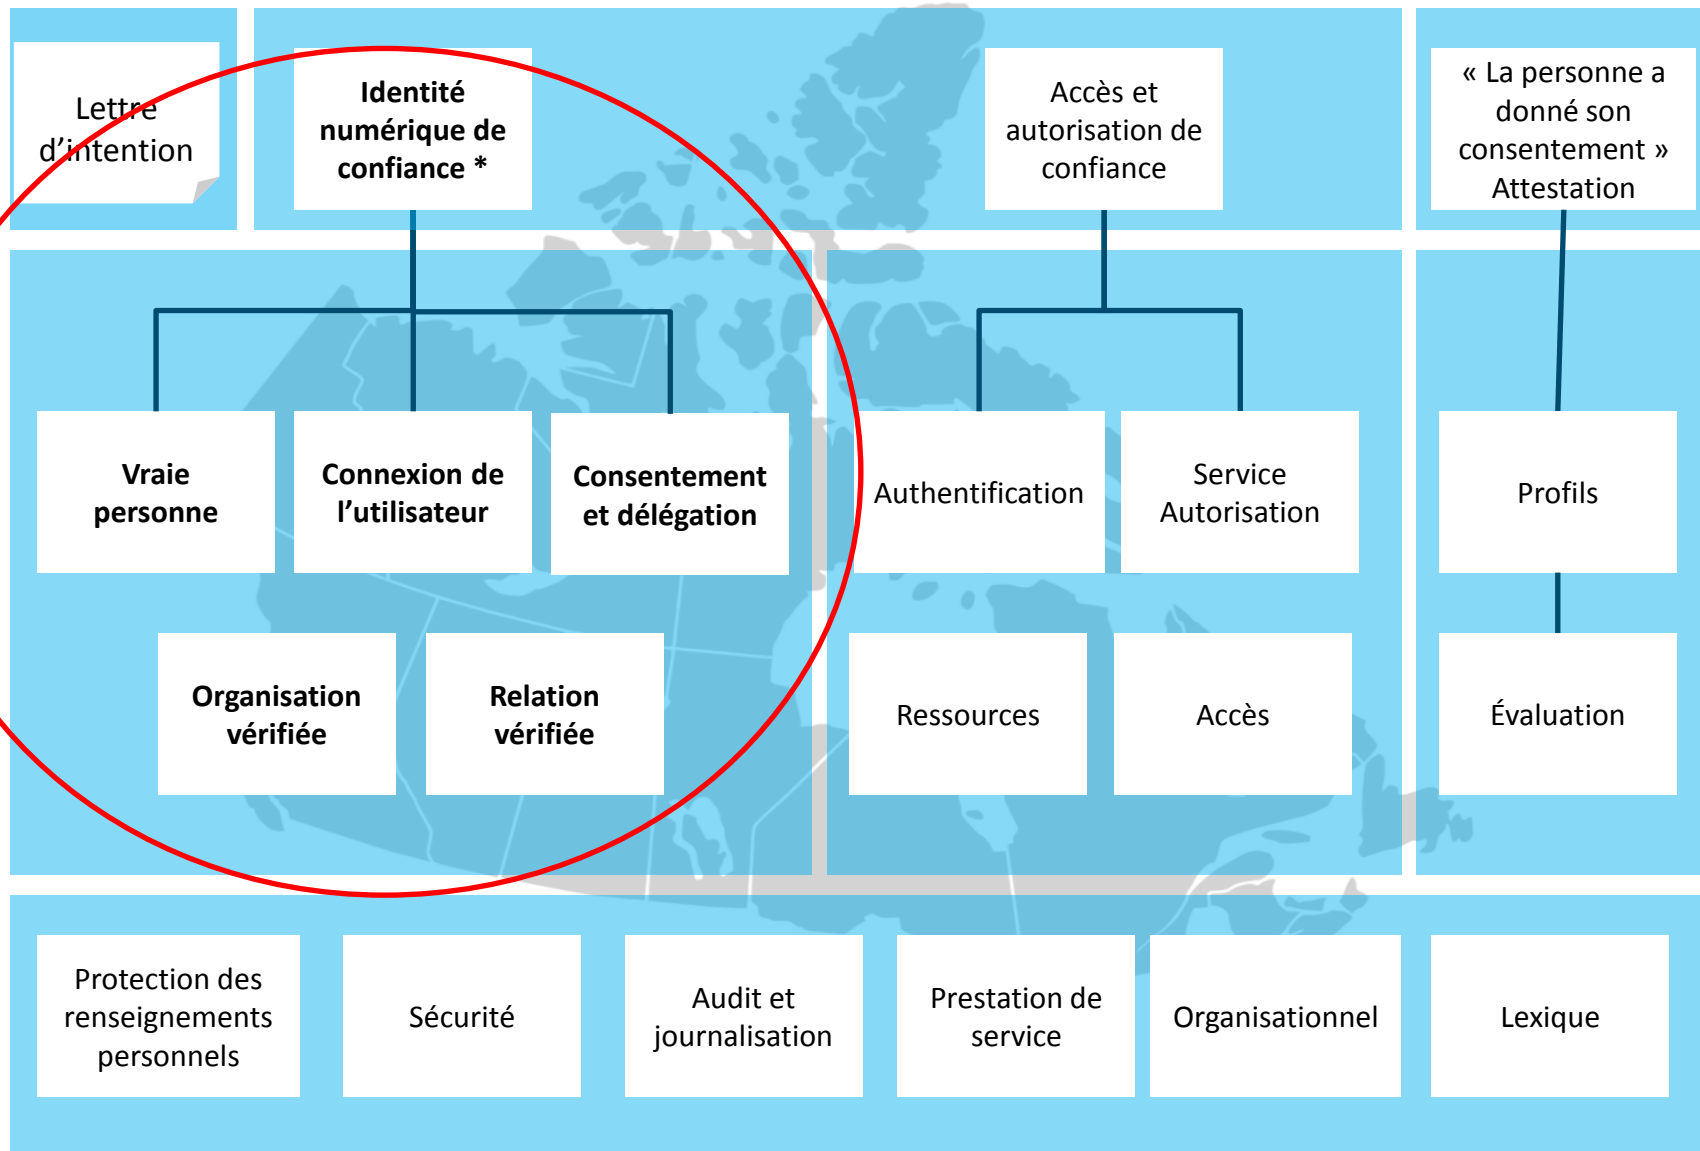 Lettre
d’intention
Identité
numérique de
confiance *
Accès et
autorisation de
confiance
« La personne a
donné son
consentement »
Attestation
Vraie
personne
Connexion de
l’utilisateur
Consentement
et délégation
Authentification
Service
Autorisation
Profils
Organisation
vérifiée
Relation
vérifiée
Ressources
Accès
Évaluation
Protection des
renseignements
personnels
Sécurité
Audit et
journalisation
Prestation de
service
Organisationnel
Lexique